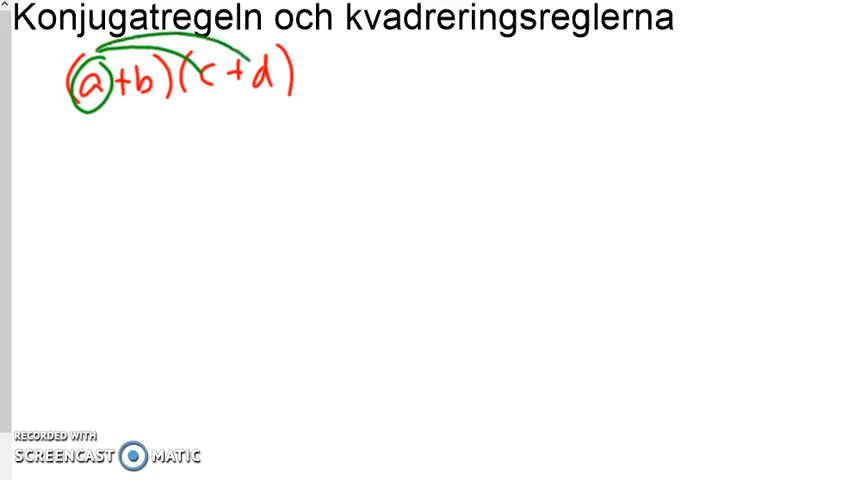 Konjugatregeln och kvadreringsreglerna
(a+b)(c+d)
RECORDED WITH
SCREENCAST MATIC